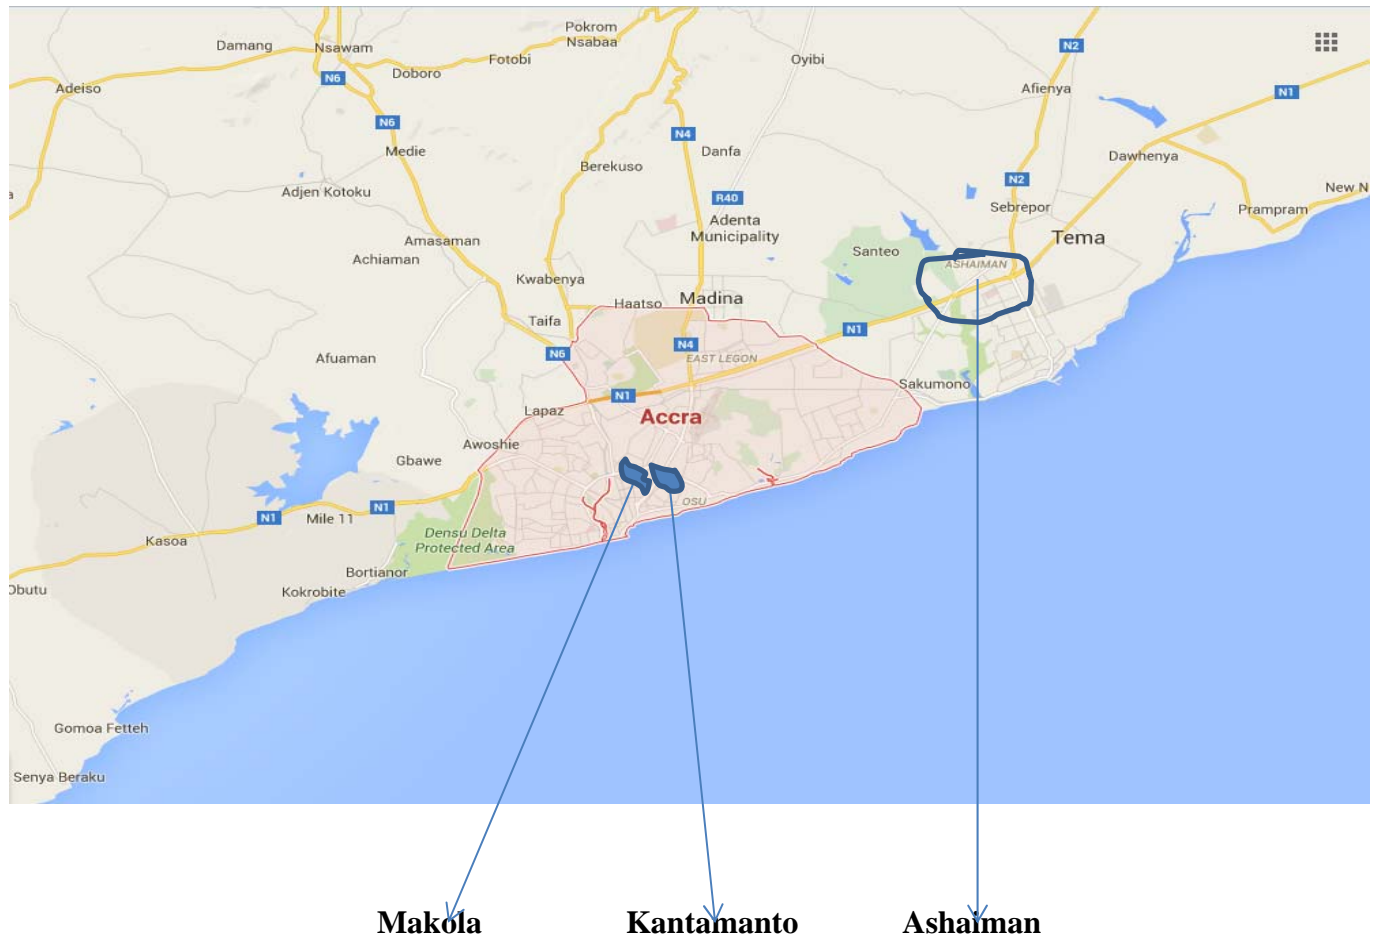 Pokrom
Nsabaa
Damang
Nsawam
N2
Fotobi
Oyibi
Doboro
N6
Adeiso
Afienya
N1
N6
N4
Medie
Danfa
Berekuso
Dawhenya
N2
Adjen Kotoku
R40
New N
Sebrepor
Prampram
Adenta
Municipality
Tema
Amasaman
Santeo
Achiaman
ASHAIMAN
Kwabenya
Haatso
Madina
Taifa
N1
N4
N6
Afuaman
EAST LEGON
Sakumono
N1
Lapaz
Accra
Awoshie
Gbawe
OSU
N1
N1
Mile 11
Densu Delta
Protected Area
Kasoa
Bortianor
Obutu
Kokrobite
Gomoa Fetteh
Senya Beraku
Makola Kantamanto Ashaiman